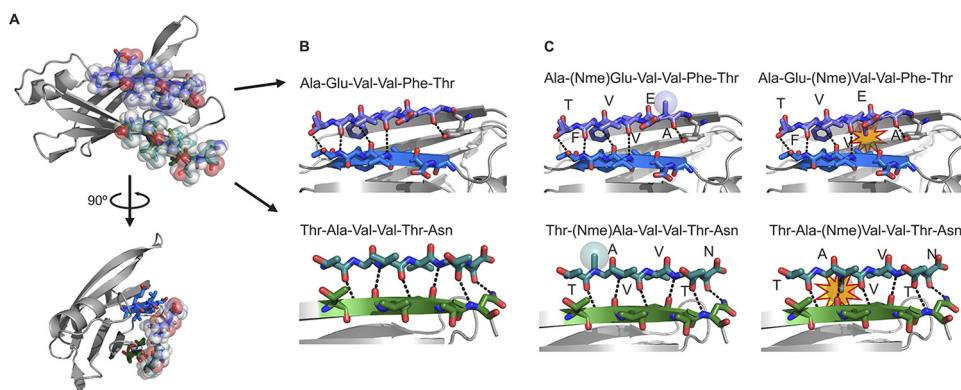 A
B
C
Ala-Glu-Val-Val-Phe-Thr
Ala-(Nme)Glu-Val-Val-Phe-Thr
Ala-Glu-(Nme)Val-Val-Phe-Thr
T V E
F V A
T V E
F V A
90º
Thr-Ala-Val-Val-Thr-Asn
Thr-(Nme)Ala-Val-Val-Thr-Asn
Thr-Ala-(Nme)Val-Val-Thr-Asn
A V N
T V T
A V N
T V T